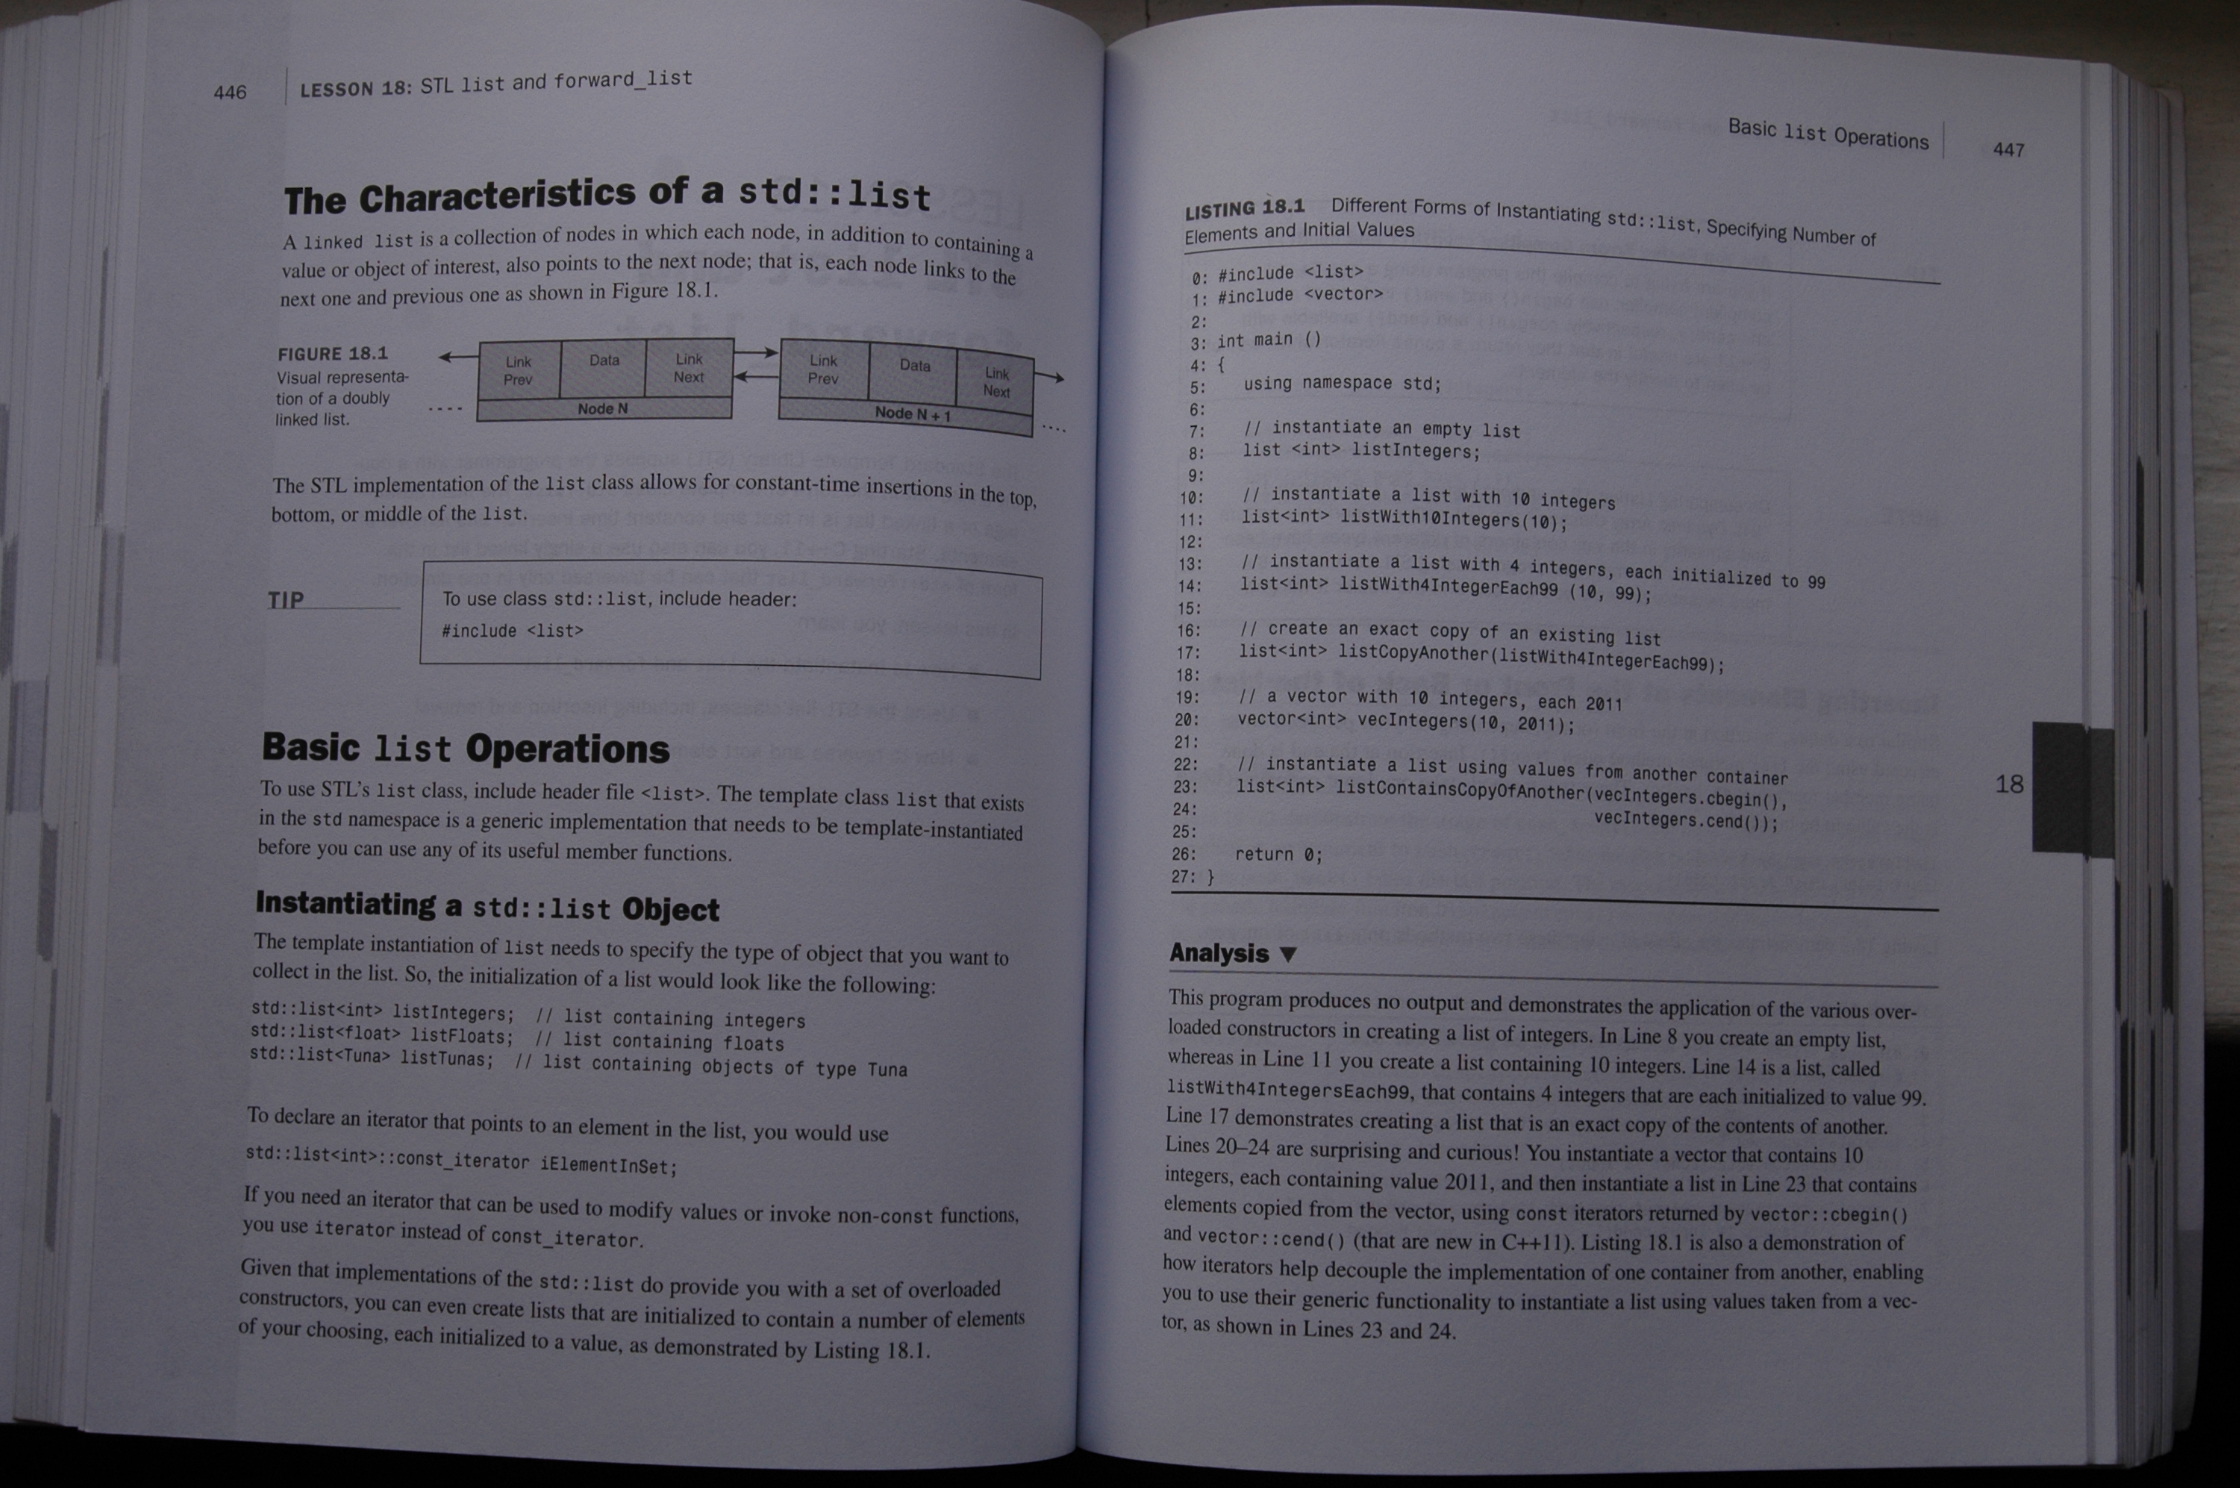 446 LESSON 18: STL list and forward_list
The Characteristics of a std::list
A linked list is a collection of nodes in which each node, in addition to containing a
value or object of interest, also points to the next node; that is, each node links to the
next one and previous one as shown in Figure 18.1.
FIGURE 18.1
Visual representa-
tion of a doubly
linked list.
Link Prev
Data
Link Next
Node N
Link Prev
Data
Link Next
Node N + 1
....
....
The STL implementation of the list class allows for constant-time insertions in the top,
bottom, or middle of the list.
TIP
To use class std::list, include header:
#include <list>
Basic list Operations
To use STL's list class, include header file <list>. The template class list that exists
in the std namespace is a generic implementation that needs to be template-instantiated
before you can use any of its useful member functions.
Instantiating a std::list Object
The template instantiation of list needs to specify the type of object that you want to
collect in the list. So, the initialization of a list would look like the following:
std::list<int> listIntegers; // list containing integers
std::list<float> listFloats; // list containing floats
std::list<Tuna> listTunas; // list containing objects of type Tuna
To declare an iterator that points to an element in the list, you would use
std::list<int>::const_iterator iElementInSet;
If you need an iterator that can be used to modify values or invoke non-const functions,
you use iterator instead of const_iterator.
Given that implementations of the std::list do provide you with a set of overloaded
constructors, you can even create lists that are initialized to contain a number of elements
of your choosing, each initialized to a value, as demonstrated by Listing 18.1.
Basic list Operations 447
LISTING 18.1 Different Forms of Instantiating std::list, Specifying Number of
Elements and Initial Values
0: #include <list>
1: #include <vector>
2:
3: int main ()
4: {
5: using namespace std;
6:
7: // instantiate an empty list
8: list <int> listIntegers;
9:
10: // instantiate a list with 10 integers
11: list<int> listWith10Integers(10);
12:
13: // instantiate a list with 4 integers, each initialized to 99
14: list<int> listWith4IntegerEach99 (10, 99);
15:
16: // create an exact copy of an existing list
17: list<int> listCopyAnother(listWith4IntegerEach99);
18:
19: // a vector with 10 integers, each 2011
20: vector<int> vecIntegers(10, 2011);
21:
22: // instantiate a list using values from another container
23: list<int> listContainsCopyOfAnother(vecIntegers.cbegin(),
24: vecIntegers.cend());
25:
26: return 0;
27: }
Analysis ▼
This program produces no output and demonstrates the application of the various over-
loaded constructors in creating a list of integers. In Line 8 you create an empty list,
whereas in Line 11 you create a list containing 10 integers. Line 14 is a list, called
listWith4IntegersEach99, that contains 4 integers that are each initialized to value 99.
Line 17 demonstrates creating a list that is an exact copy of the contents of another.
Lines 20–24 are surprising and curious! You instantiate a vector that contains 10
integers, each containing value 2011, and then instantiate a list in Line 23 that contains
elements copied from the vector, using const iterators returned by vector::cbegin()
and vector::cend() (that are new in C++11). Listing 18.1 is also a demonstration of
how iterators help decouple the implementation of one container from another, enabling
you to use their generic functionality to instantiate a list using values taken from a vec-
tor, as shown in Lines 23 and 24.
18